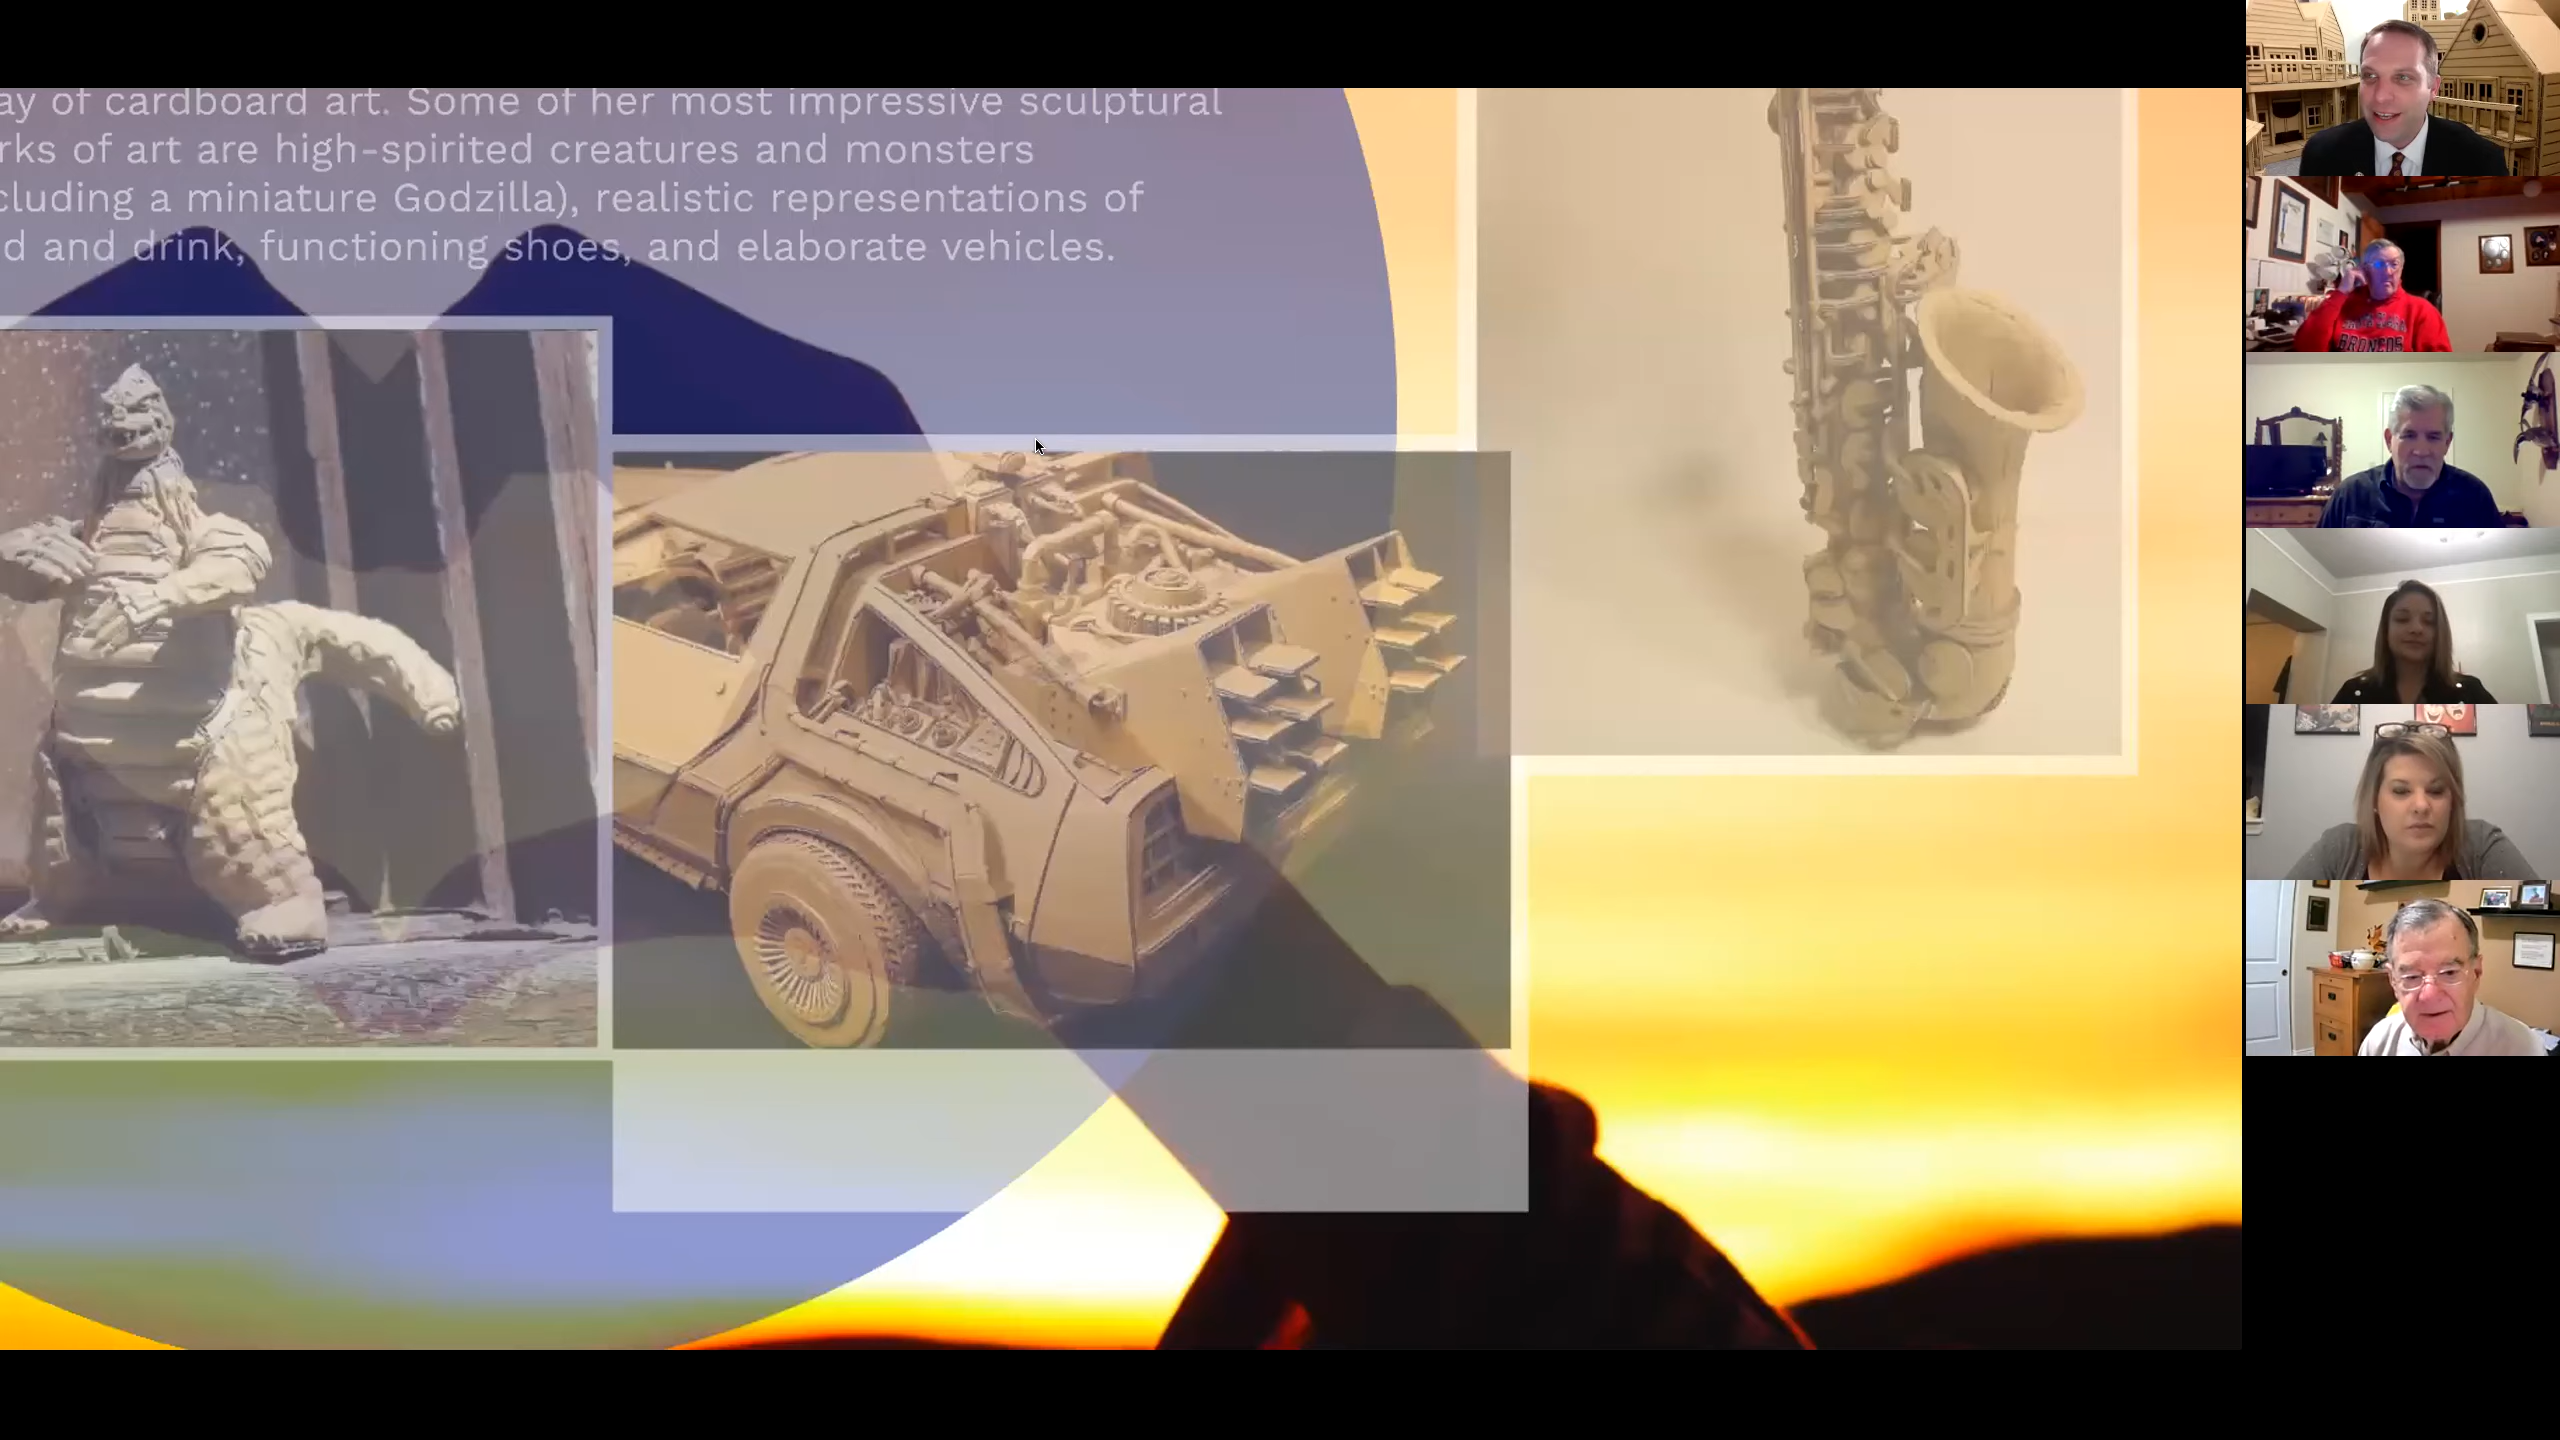 ay of cardboard art. Some of her most impressive sculptural
rks of art are high-spirited creatures and monsters
cluding a miniature Godzilla), realistic representations of
d and drink, functioning shoes, and elaborate vehicles.
BRONCOS